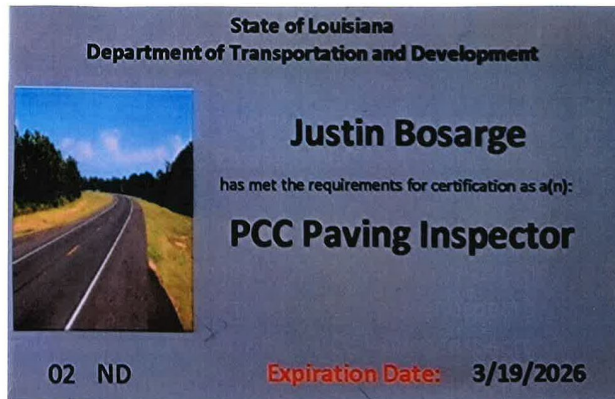 State of Louisiana
Department of Transportation and Development
Justin Bosarge
has met the requirements for certification as a(n):
PCC Paving Inspector
02 ND
Expiration Date: 3/19/2026